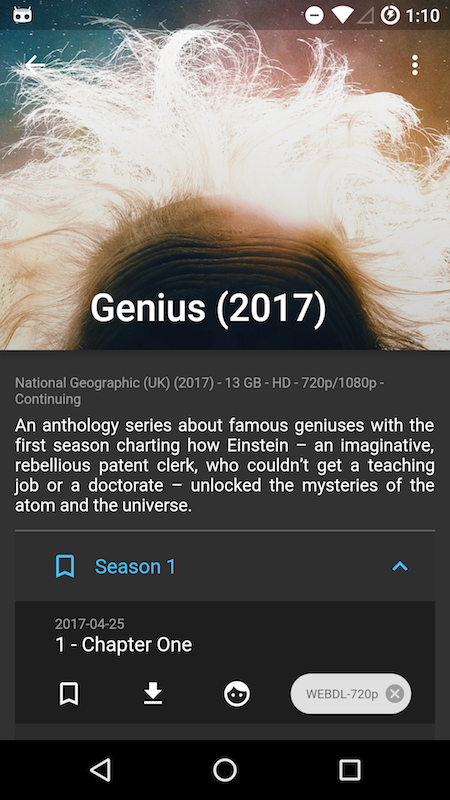 1:10
Genius (2017)
National Geographic (UK) (2017) - 13 GB - HD - 720p/1080p -
Continuing
An anthology series about famous geniuses with the
first season charting how Einstein – an imaginative,
rebellious patent clerk, who couldn't get a teaching
job or a doctorate – unlocked the mysteries of the
atom and the universe.
Season 1
2017-04-25
1 - Chapter One
WEBDL-720p